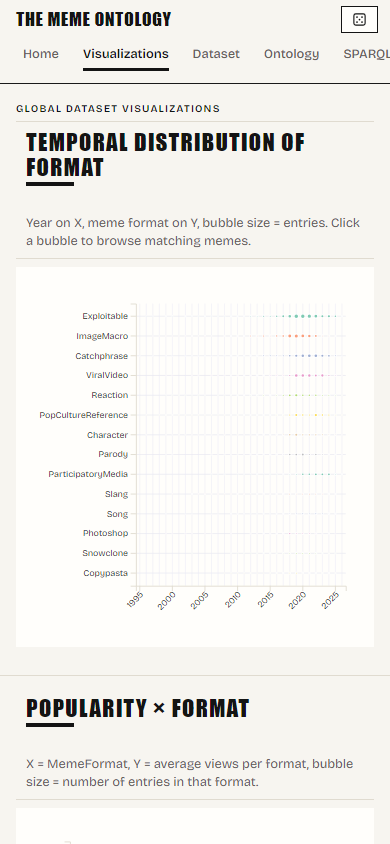 THE MEME ONTOLOGY
Home Visualizations Dataset Ontology SPARQL
GLOBAL DATASET VISUALIZATIONS
TEMPORAL DISTRIBUTION OF
FORMAT
Year on X, meme format on Y, bubble size = entries. Click
a bubble to browse matching memes.
Exploitable
ImageMacro
Catchphrase
ViralVideo
Reaction
PopCultureReference
Character
Parody
ParticipatoryMedia
Slang
Song
Photoshop
Snowclone
Copypasta
1995 2000 2005 2010 2015 2020 2025
POPULARITY × FORMAT
X = MemeFormat, Y = average views per format, bubble
size = number of entries in that format.